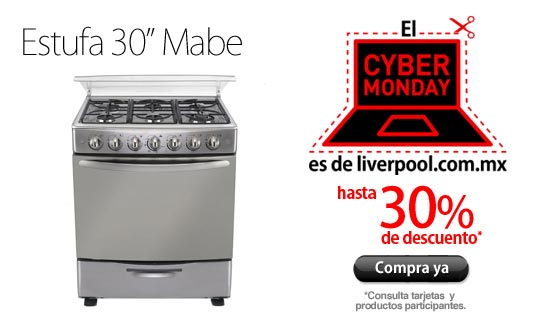 Estufa 30” Mabe
El
CYBER
MONDAY
es de liverpool.com.mx
hasta 30%
de descuento*
Compra ya
*Consulta tarjetas y
productos participantes.